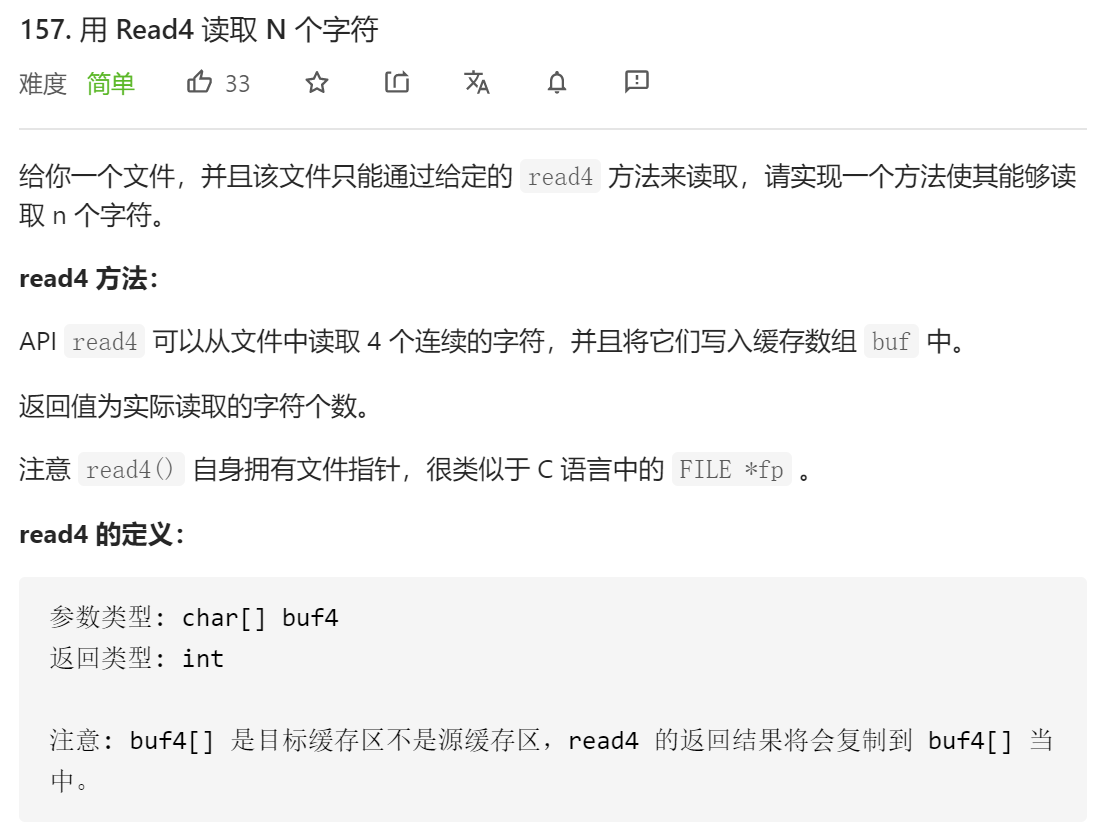 157. 用 Read4 读取 N 个字符
难度 简单 33
给你一个文件，并且该文件只能通过给定的 read4 方法来读取，请实现一个方法使其能够读
取 n 个字符。
read4 方法：
API read4 可以从文件中读取 4 个连续的字符，并且将它们写入缓存数组 buf 中。
返回值为实际读取的字符个数。
注意 read4() 自身拥有文件指针，很类似于 C 语言中的 FILE *fp 。
read4 的定义：
参数类型: char[] buf4
返回类型: int
注意: buf4[] 是目标缓存区不是源缓存区，read4 的返回结果将会复制到 buf4[] 当
中。